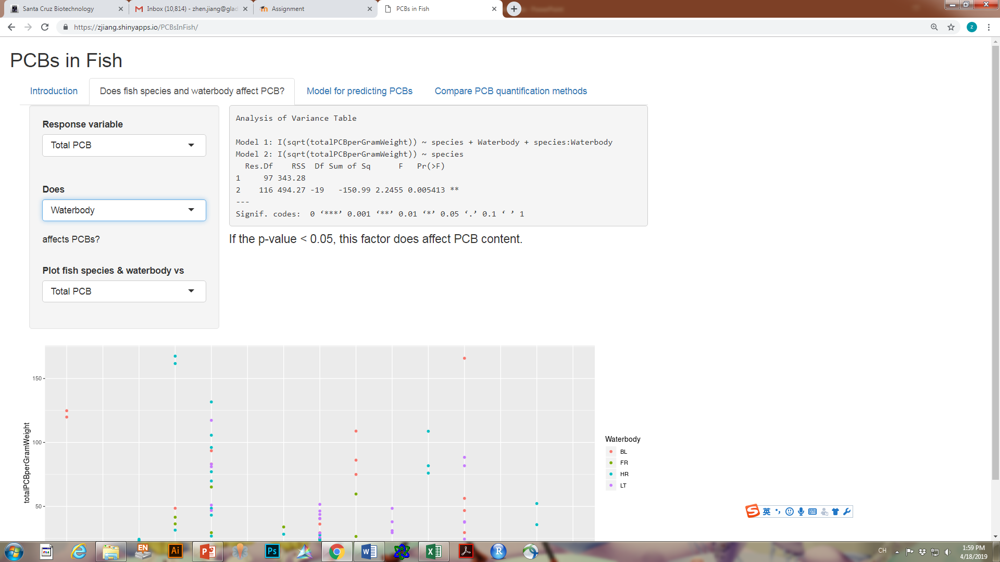 Santa Cruz Biotechnology
Inbox (10,814) - zhen.jiang@glad
Assignment
PCBs in Fish
https://zjiang.shinyapps.io/PCBsInFish/
z
PCBs in Fish
Introduction
Does fish species and waterbody affect PCB?
Model for predicting PCBs
Compare PCB quantification methods
Response variable
Total PCB
Does
Waterbody
affects PCBs?
Plot fish species & waterbody vs
Total PCB
Analysis of Variance Table
Model 1: I(sqrt(totalPCBperGramWeight)) ~ species + Waterbody + species:Waterbody
Model 2: I(sqrt(totalPCBperGramWeight)) ~ species
Res.Df RSS Df Sum of Sq F Pr(>F)
1 97 343.28
2 116 494.27 -19 -150.99 2.2455 0.005413 **
---
Signif. codes: 0 ‘***’ 0.001 ‘**’ 0.01 ‘*’ 0.05 ‘.’ 0.1 ‘ ’ 1
If the p-value < 0.05, this factor does affect PCB content.
totalPCBperGramWeight
150
100
50
Waterbody
BL
FR
HR
LT
S 英
EN
Ai
P
Ps
W
X
R
CH
1:59 PM
4/18/2019